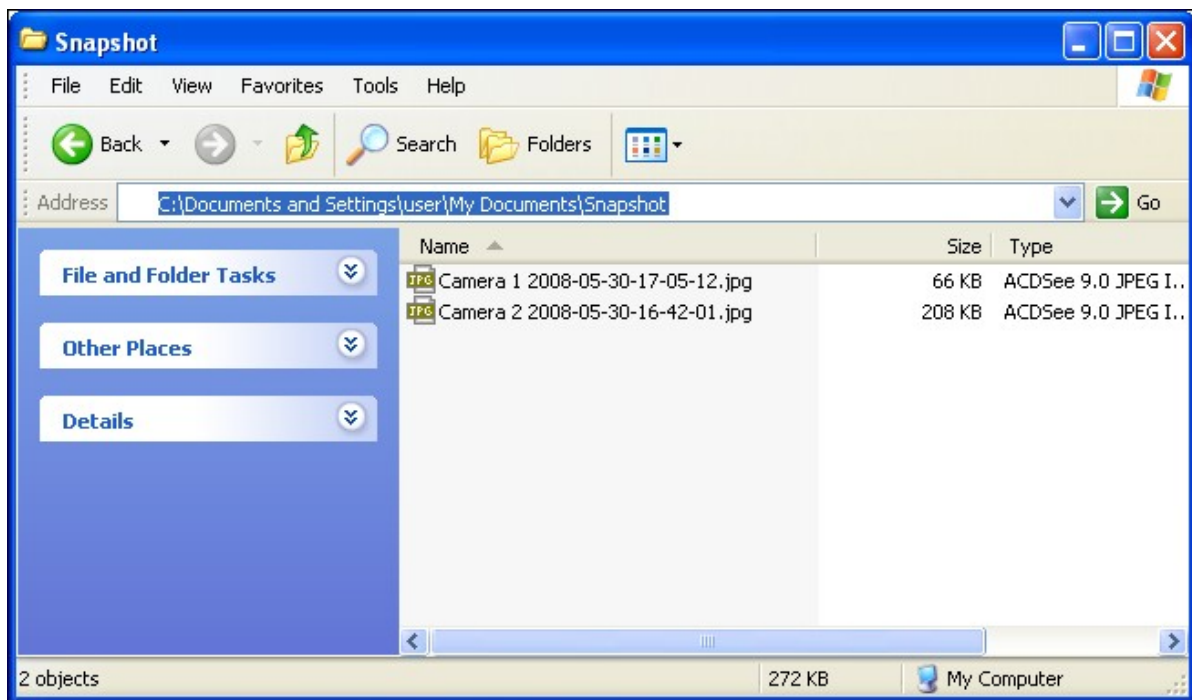 Snapshot
File Edit View Favorites Tools Help
Back Search Folders
Address C:\Documents and Settings\user\My Documents\Snapshot Go
Name Size Type
File and Folder Tasks
JPG Camera 1 2008-05-30-17-05-12.jpg 66 KB ACDSee 9.0 JPEG I..
JPG Camera 2 2008-05-30-16-42-01.jpg 208 KB ACDSee 9.0 JPEG I..
Other Places
Details
2 objects 272 KB My Computer